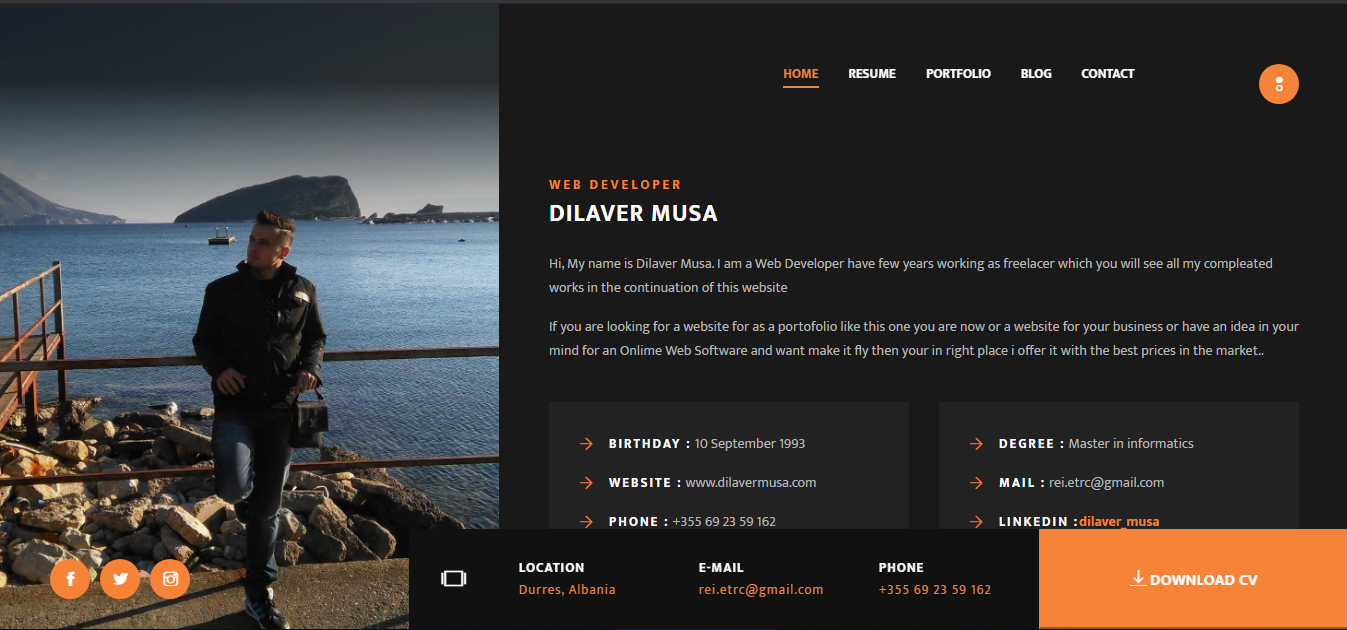 HOME RESUME PORTFOLIO BLOG CONTACT
WEB DEVELOPER
DILAVER MUSA
Hi, My name is Dilaver Musa. I am a Web Developer have few years working as freelacer which you will see all my compleated
works in the continuation of this website
If you are looking for a website for as a portofolio like this one you are now or a website for your business or have an idea in your
mind for an Onlime Web Software and want make it fly then your in right place i offer it with the best prices in the market..
BIRTHDAY : 10 September 1993
WEBSITE : www.dilavermusa.com
PHONE : +355 69 23 59 162
DEGREE : Master in informatics
MAIL : rei.etrc@gmail.com
LINKEDIN :dilaver_musa
LOCATION
Durres, Albania
E-MAIL
rei.etrc@gmail.com
PHONE
+355 69 23 59 162
DOWNLOAD CV